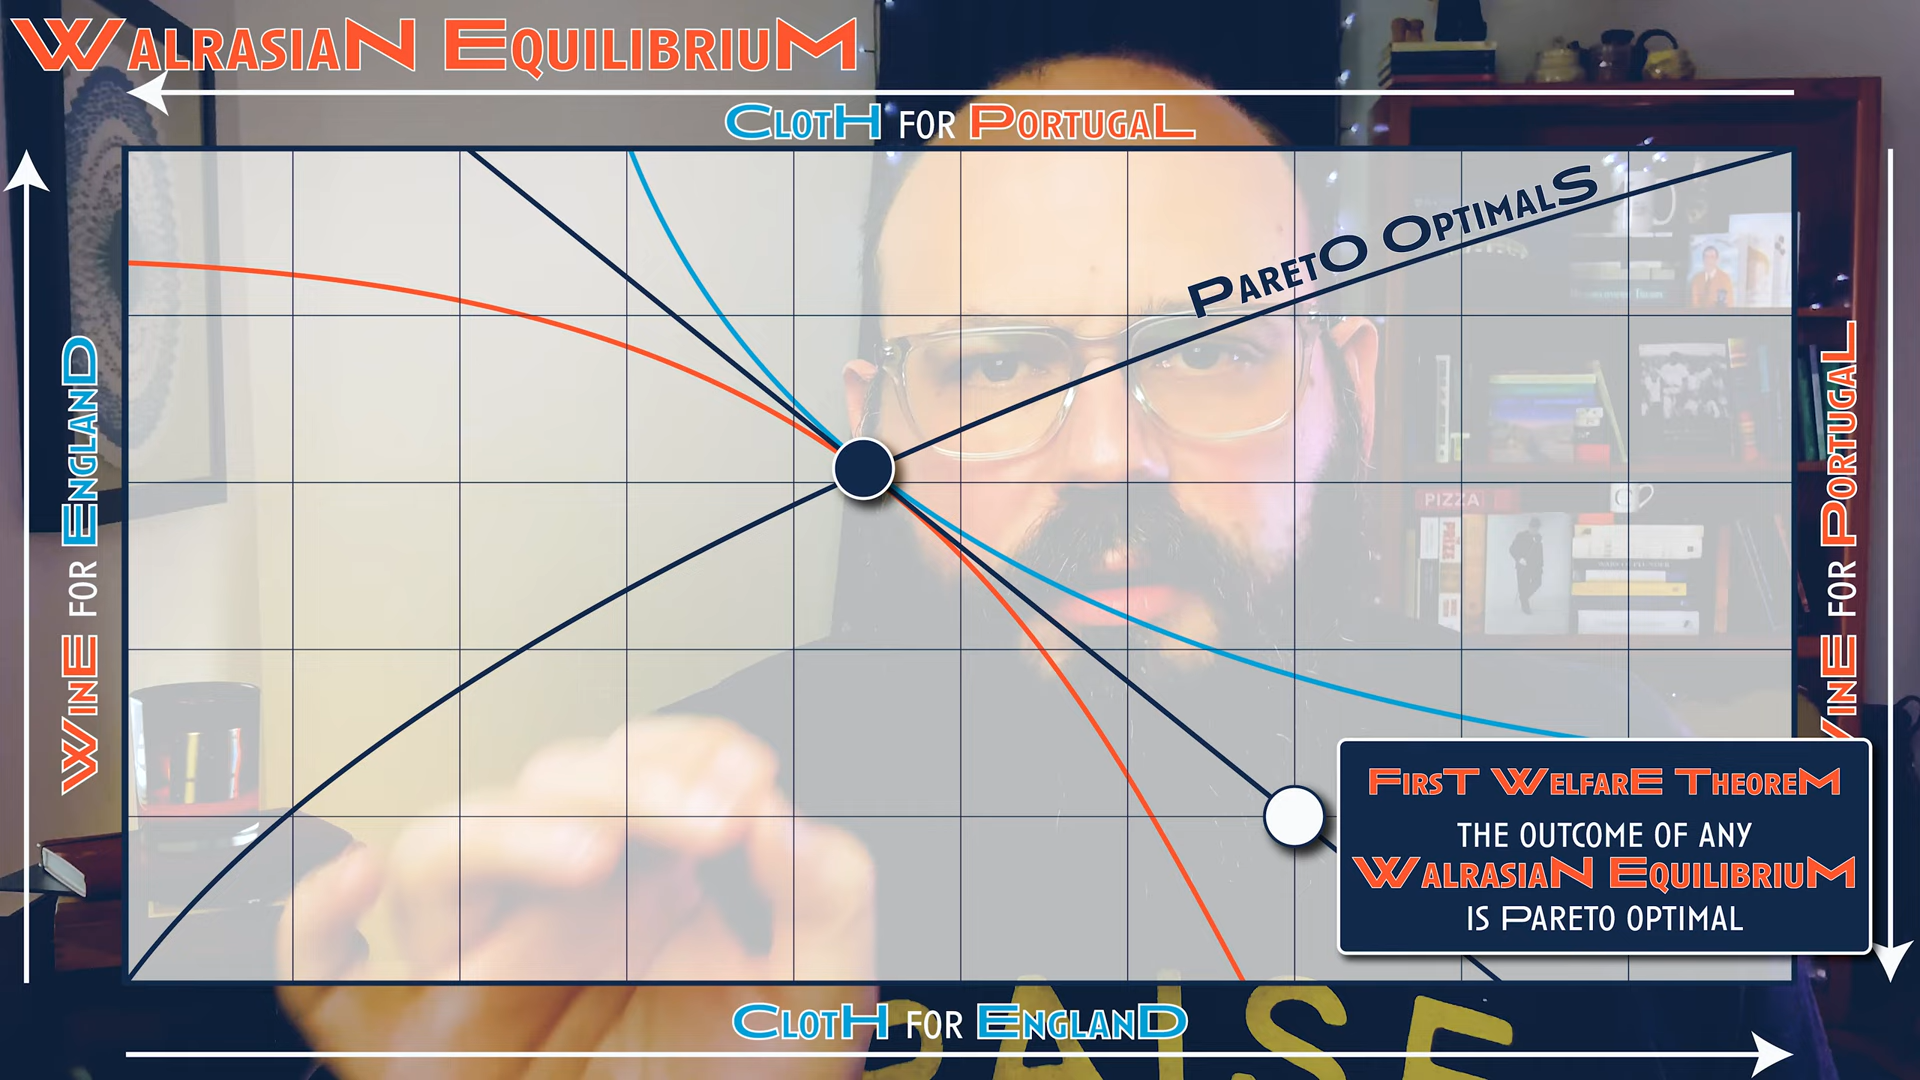 WALRASIAN EQUILIBRIUM
CLOTH FOR PORTUGAL
PARETO OPTIMALS
WINE FOR ENGLAND
WINE FOR PORTUGAL
PIZZA
FIRST WELFARE THEOREM
THE OUTCOME OF ANY
WALRASIAN EQUILIBRIUM
IS PARETO OPTIMAL
CLOTH FOR ENGLAND